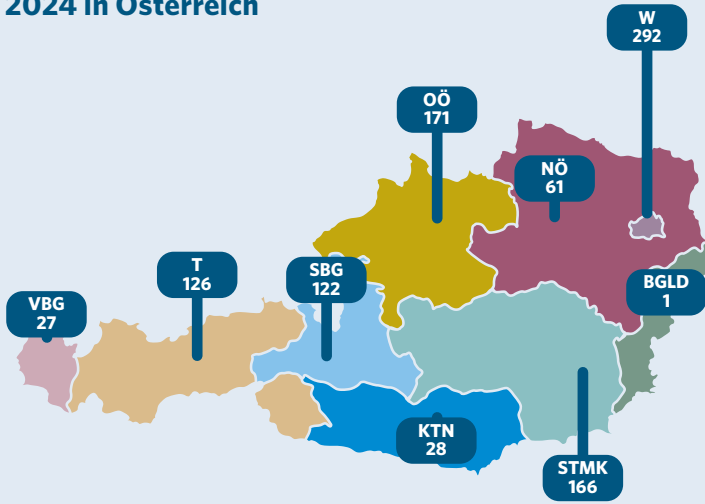 2024 in Österreich
W
292
OÖ
171
NÖ
61
T
126
SBG
122
BGLD
1
VBG
27
KTN
28
STMK
166